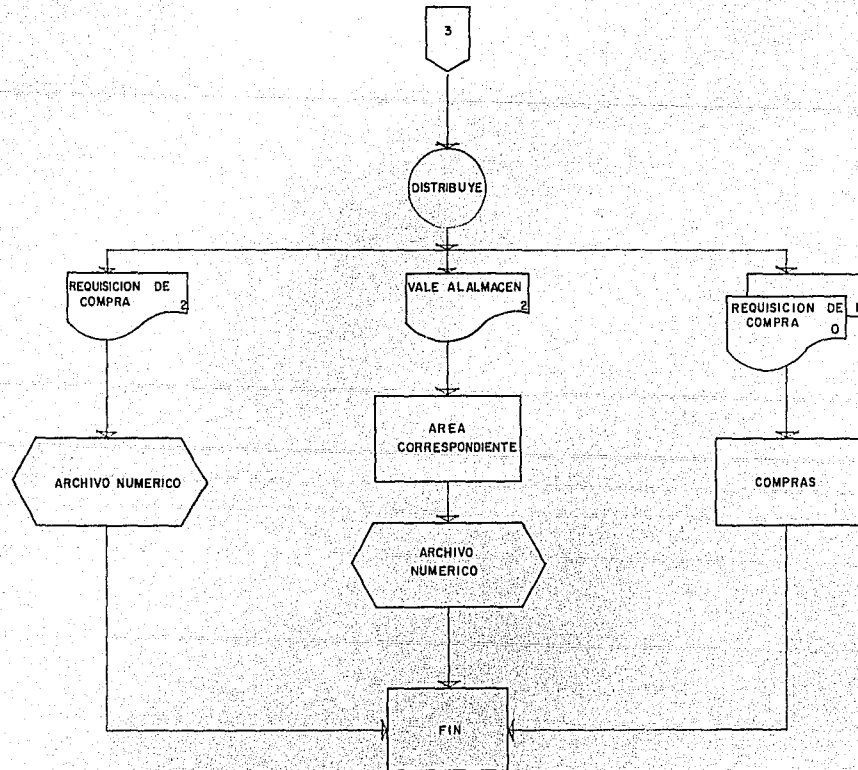 3
DISTRIBUYE
REQUISICION DE
COMPRA
2
VALE AL ALMACEN
2
REQUISICION DE
COMPRA
0
AREA
CORRESPONDIENTE
ARCHIVO NUMERICO
COMPRAS
ARCHIVO
NUMERICO
FIN